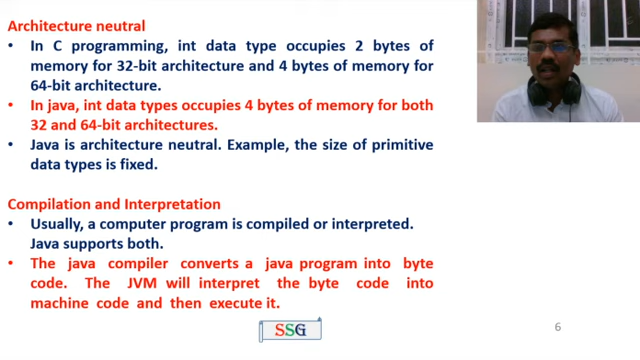 Architecture neutral
• In C programming, int data type occupies 2 bytes of
memory for 32-bit architecture and 4 bytes of memory for
64-bit architecture.
• In java, int data types occupies 4 bytes of memory for both
32 and 64-bit architectures.
• Java is architecture neutral. Example, the size of primitive
data types is fixed.
Compilation and Interpretation
• Usually, a computer program is compiled or interpreted.
Java supports both.
• The java compiler converts a java program into byte
code. The JVM will interpret the byte code into
machine code and then execute it.
SSG
6